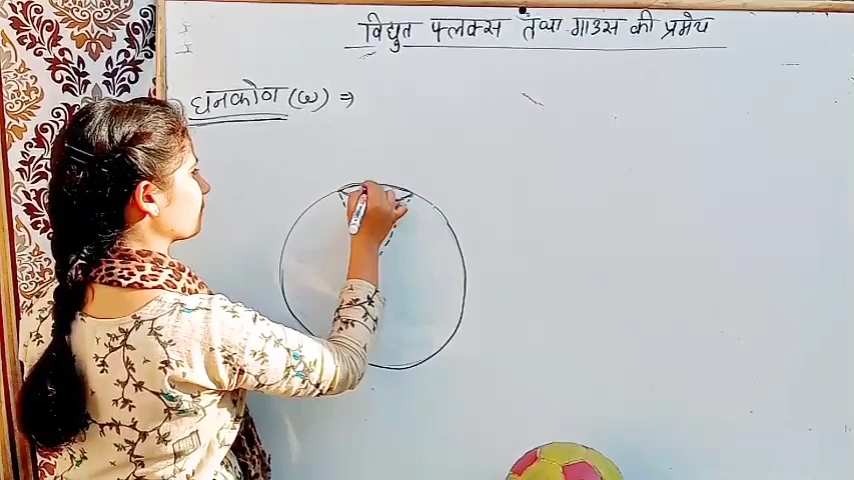 विद्युत फ्लक्स तथा गाउस की प्रमेय
घनकोण (ω) ⇒